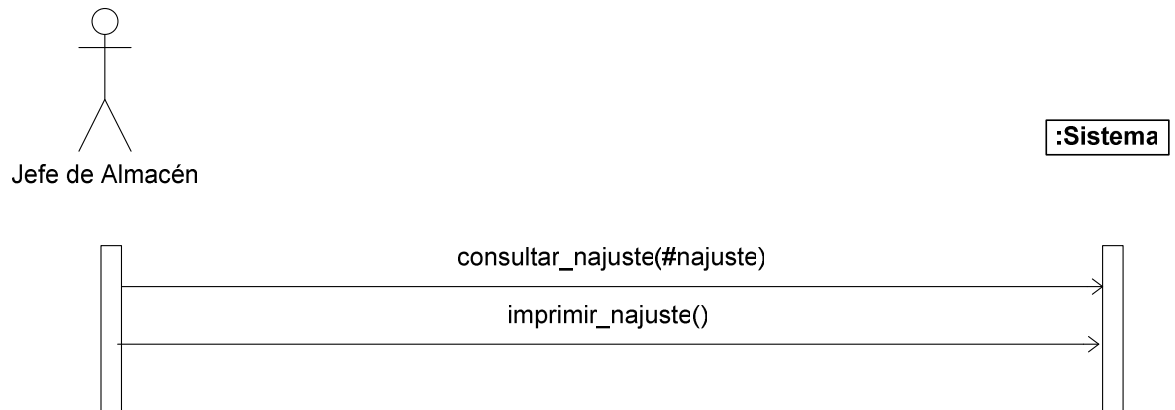 Jefe de Almacén
:Sistema
consultar_najuste(#najuste)
imprimir_najuste()